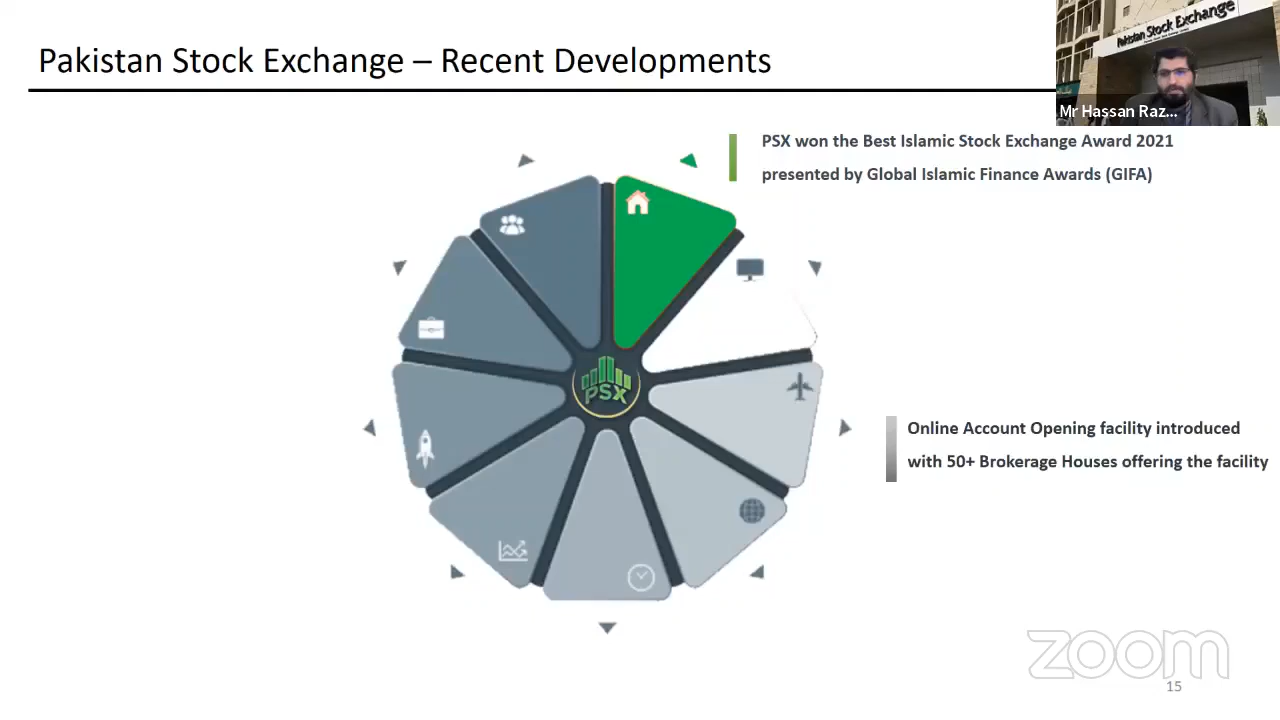 Pakistan Stock Exchange – Recent Developments
Pakistan Stock Exchange
Mr Hassan Raz...
PSX won the Best Islamic Stock Exchange Award 2021
presented by Global Islamic Finance Awards (GIFA)
PSX
Online Account Opening facility introduced
with 50+ Brokerage Houses offering the facility
zoom
15